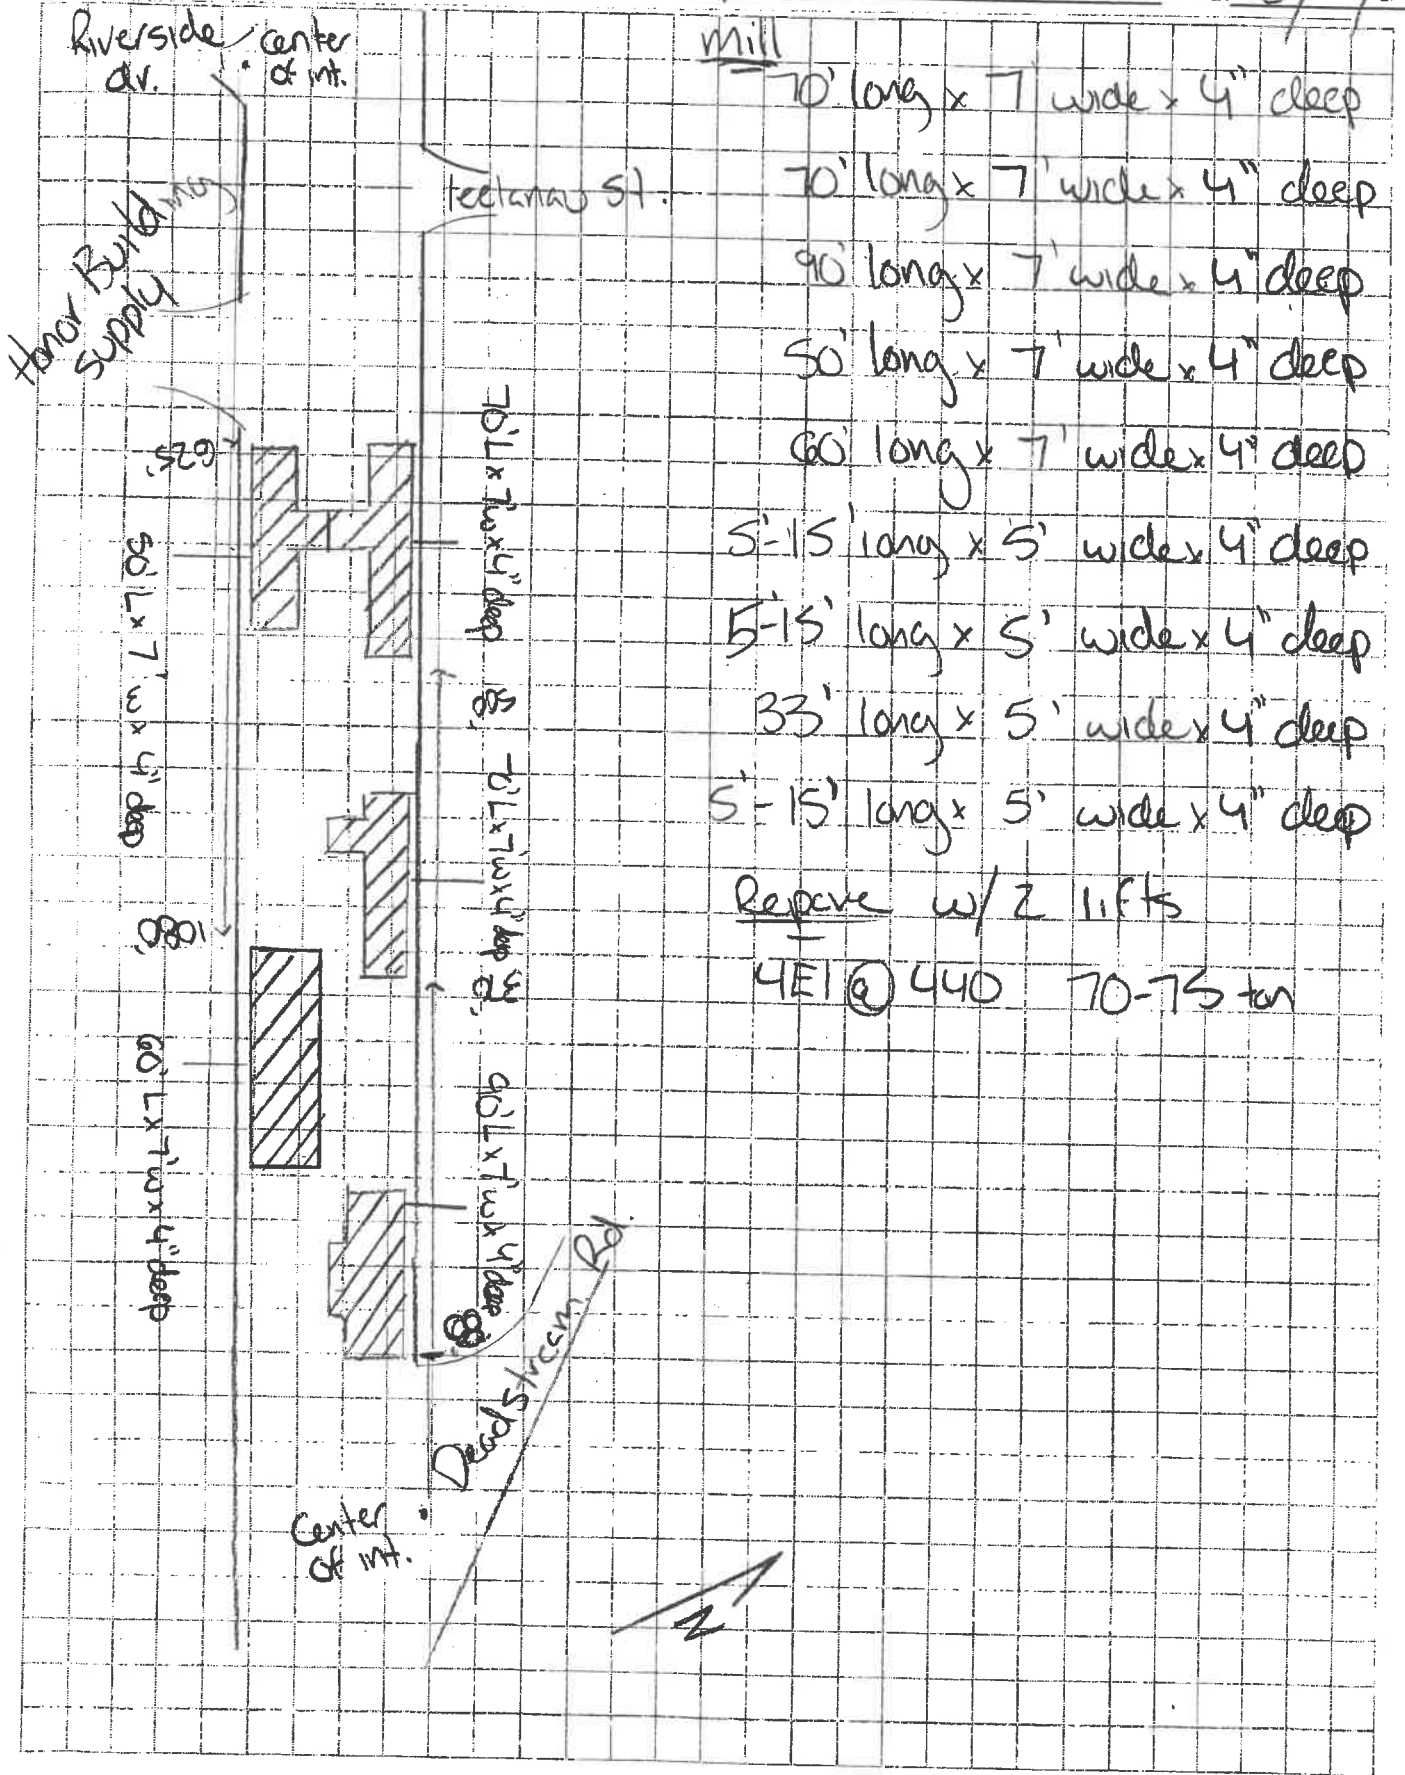 Riverside dr.
center of int.
Mill
70' long x 7' wide x 4" deep
70' long x 7' wide x 4" deep
90' long x 7' wide x 4" deep
50' long x 7' wide x 4" deep
60' long x 7' wide x 4" deep
5'-15' long x 5' wide x 4" deep
5'-15' long x 5' wide x 4" deep
33' long x 5' wide x 4" deep
5'-15' long x 5' wide x 4" deep
Repave w/ 2 lifts
4E1 @ 440 70-75 ton
St.
Honor Building
Supply
625'
50' L x 7' w x 4" deep
1080'
60' L x 7' w x 4" deep
70' L x 7' w x 4" deep
70' L x 7' w x 4" deep
90' L x 7' w x 4" deep
88'
Deadstream Rd.
Center
of int.
N